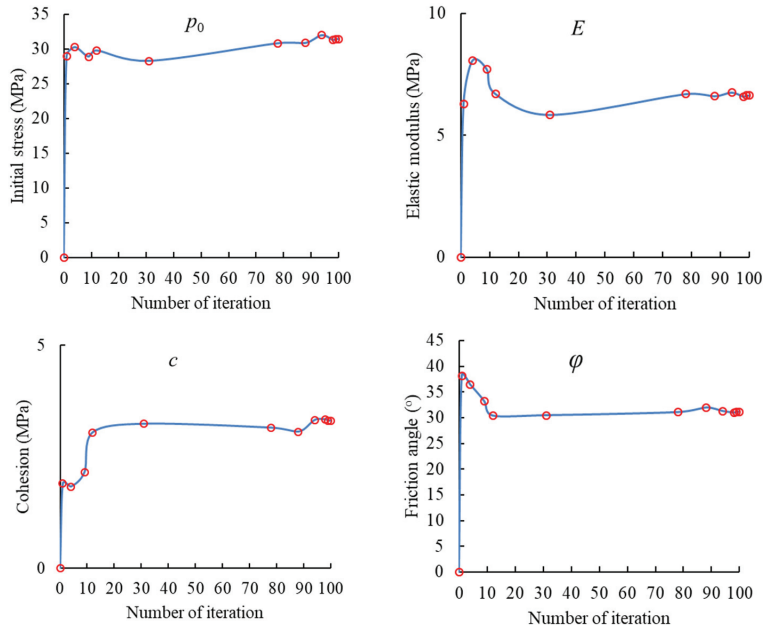 p₀
Initial stress (MPa)
35
30
25
20
15
10
5
0
0 10 20 30 40 50 60 70 80 90 100
Number of iteration
E
Elastic modulus (MPa)
10
5
0
0 10 20 30 40 50 60 70 80 90 100
Number of iteration
c
Cohesion (MPa)
5
0
0 10 20 30 40 50 60 70 80 90 100
Number of iteration
φ
Friction angle (°)
45
40
35
30
25
20
15
10
5
0
0 10 20 30 40 50 60 70 80 90 100
Number of iteration